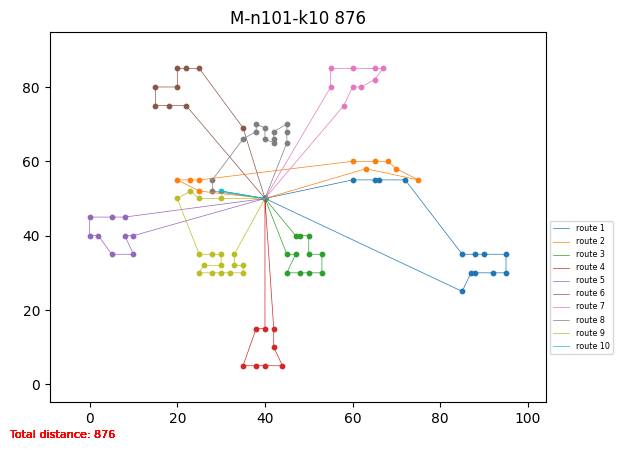 M-n101-k10 876
80
60
40
20
0
0 20 40 60 80 100
route 1
route 2
route 3
route 4
route 5
route 6
route 7
route 8
route 9
route 10
Total distance: 876